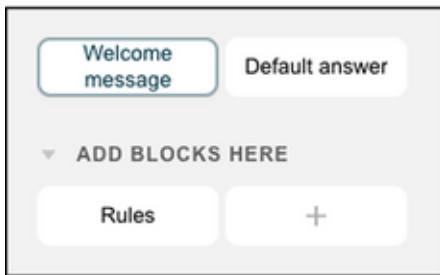 Welcome
message
Default answer
ADD BLOCKS HERE
Rules
+